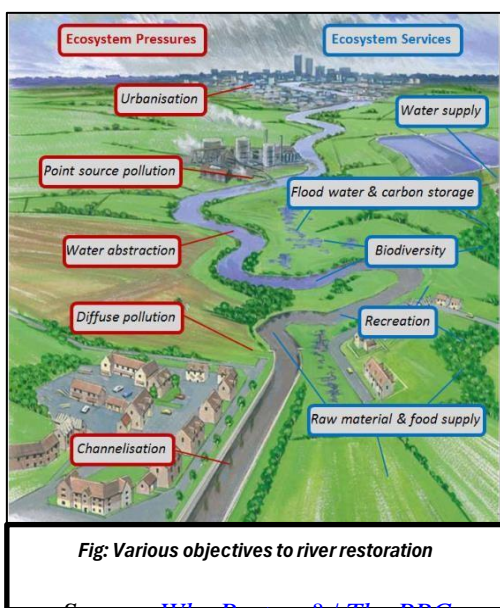 Ecosystem Pressures
Ecosystem Services
Urbanisation
Water supply
Point source pollution
Flood water & carbon storage
Water abstraction
Biodiversity
Diffuse pollution
Recreation
Raw material & food supply
Channelisation
Fig: Various objectives to river restoration